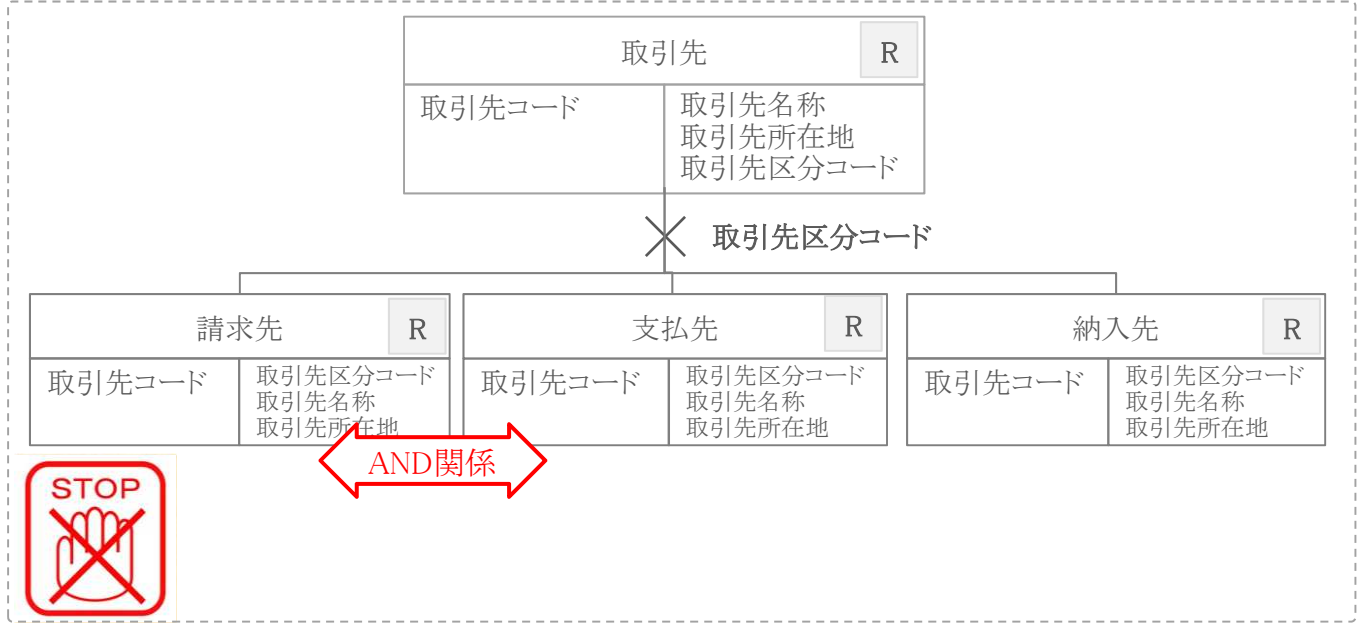 取引先 R
取引先コード
取引先名称
取引先所在地
取引先区分コード
取引先区分コード
請求先 R
取引先コード
取引先区分コード
取引先名称
取引先所在地
支払先 R
取引先コード
取引先区分コード
取引先名称
取引先所在地
納入先 R
取引先コード
取引先区分コード
取引先名称
取引先所在地
AND関係
STOP